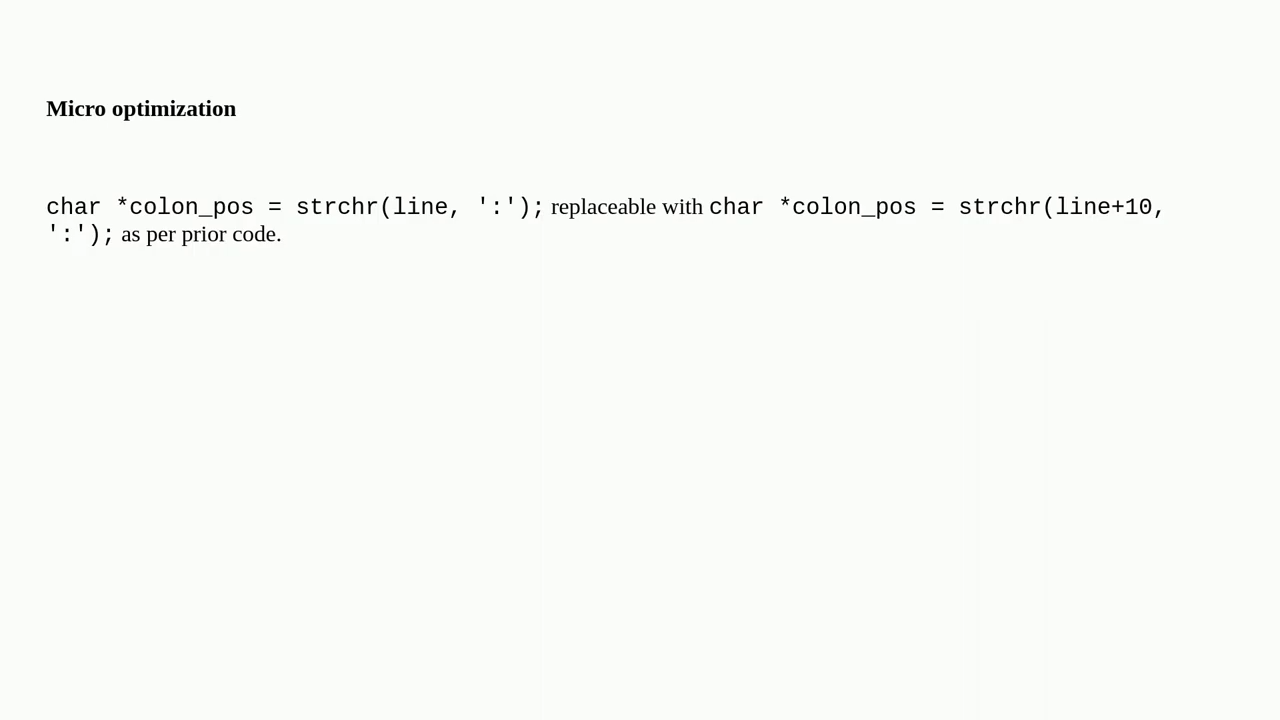 Micro optimization
char *colon_pos = strchr(line, ':'); replaceable with char *colon_pos = strchr(line+10,
':'); as per prior code.